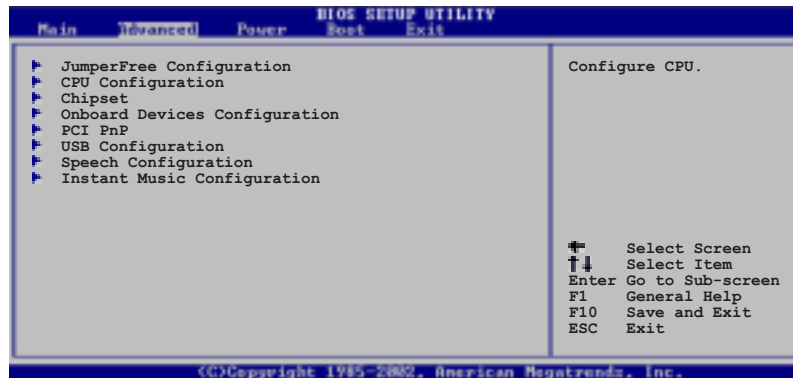 BIOS SETUP UTILITY
Main Advanced Power Boot Exit
JumperFree Configuration
CPU Configuration
Chipset
Onboard Devices Configuration
PCI PnP
USB Configuration
Speech Configuration
Instant Music Configuration
Configure CPU.
Select Screen
↑↓ Select Item
Enter Go to Sub-screen
F1 General Help
F10 Save and Exit
ESC Exit
(C)Copyright 1985-2002, American Megatrends, Inc.